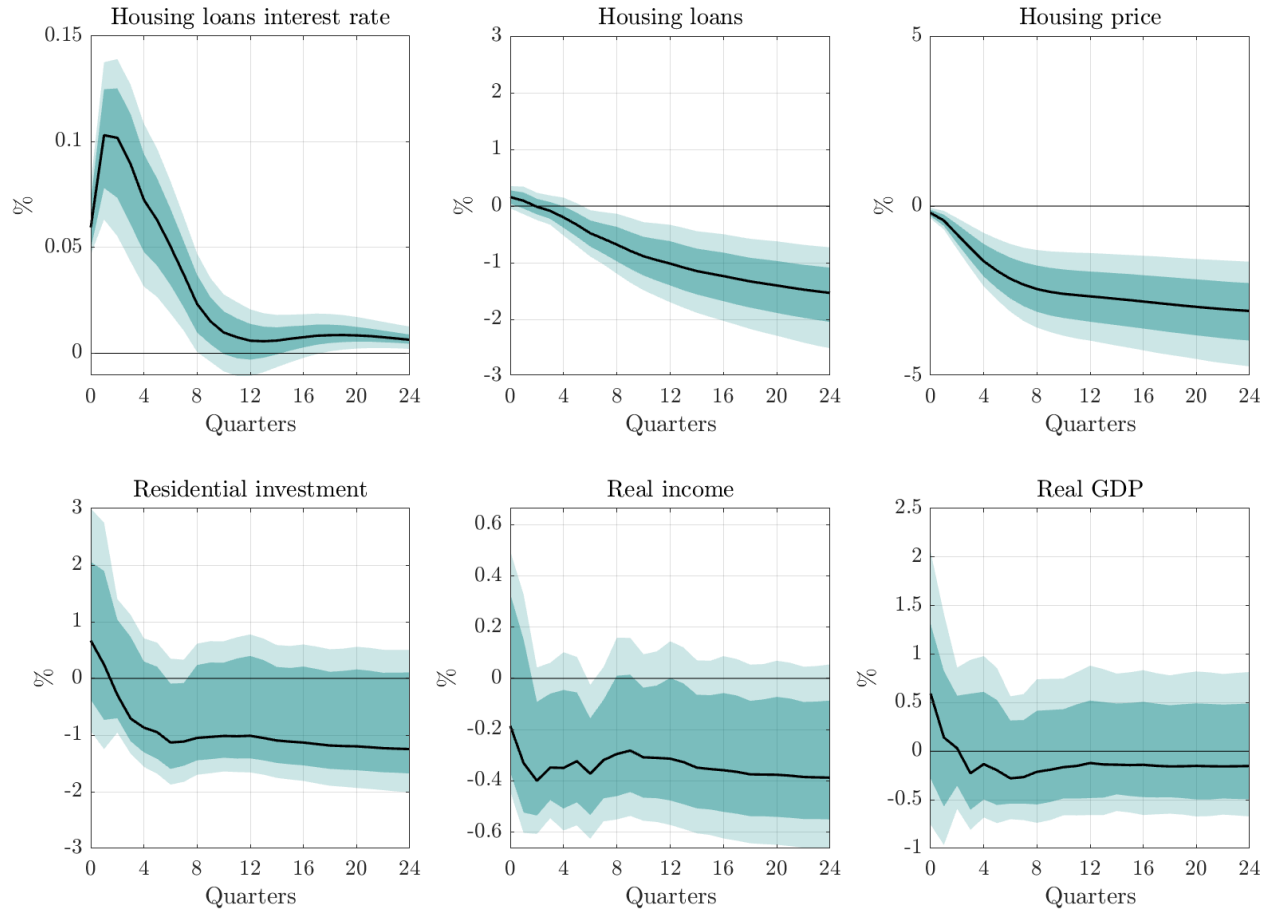 Housing loans interest rate
0.15
0.1
0.05
0
%
0 4 8 12 16 20 24
Quarters
Housing loans
3
2
1
0
-1
-2
-3
%
0 4 8 12 16 20 24
Quarters
Housing price
5
0
-5
%
0 4 8 12 16 20 24
Quarters
Residential investment
3
2
1
0
-1
-2
-3
%
0 4 8 12 16 20 24
Quarters
Real income
0.6
0.4
0.2
0
-0.2
-0.4
-0.6
%
0 4 8 12 16 20 24
Quarters
Real GDP
2.5
2
1.5
1
0.5
0
-0.5
-1
%
0 4 8 12 16 20 24
Quarters